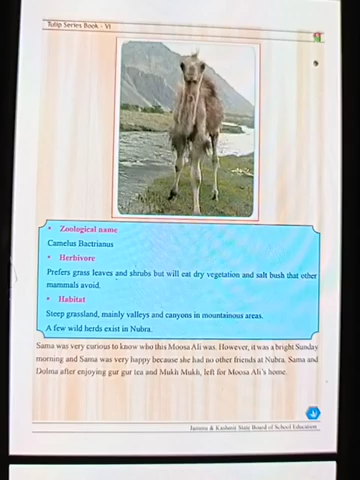 Tulip Series Book - VI
• Zoological name
Camelus Bactrianus
• Herbivore
Prefers grass leaves and shrubs but will eat dry vegetation and salt bush that other
mammals avoid.
• Habitat
Steep grassland, mainly valleys and canyons in mountainous areas.
A few wild herds exist in Nubra.
Sama was very curious to know who this Moosa Ali was. However, it was a bright Sunday
morning and Sama was very happy because she had no other friends at Nubra. Sama and
Dolma after enjoying gur gur tea and Mukh Mukh, left for Moosa Ali's home.
Jammu & Kashmir State Board of School Education